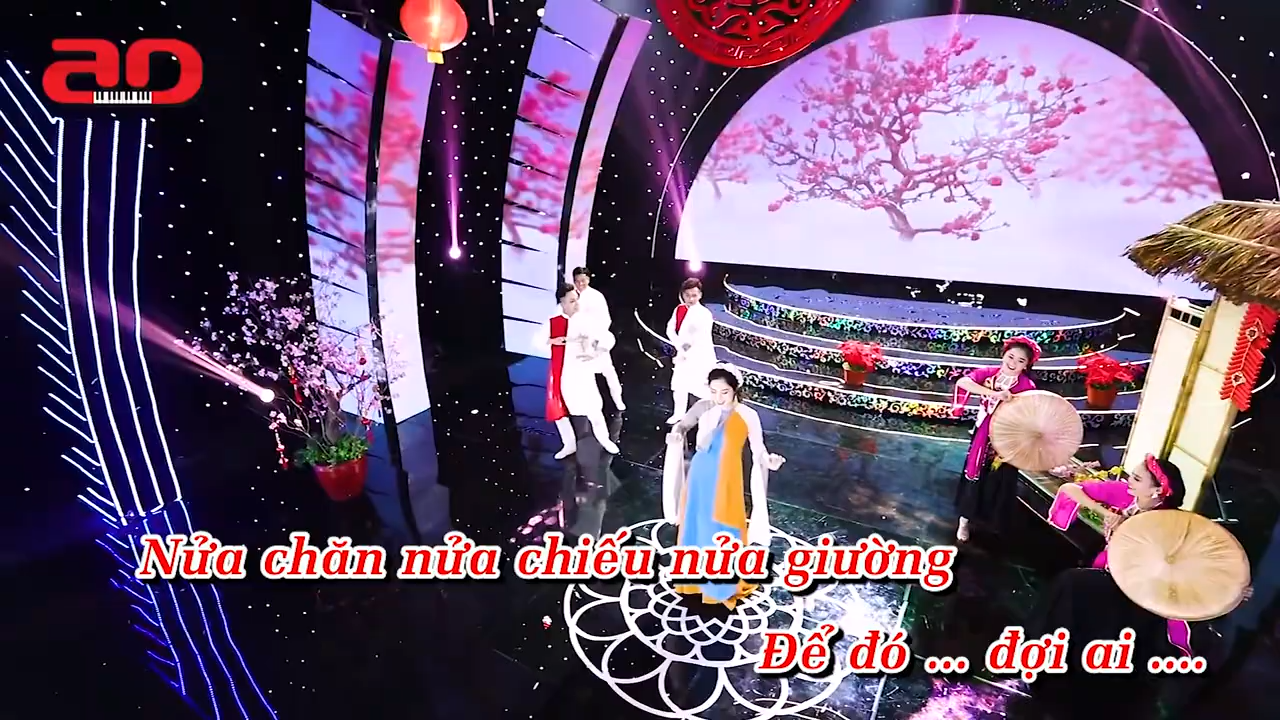 AD
Nửa chăn nửa chiếu nửa giường
Để đó ... đợi ai ....